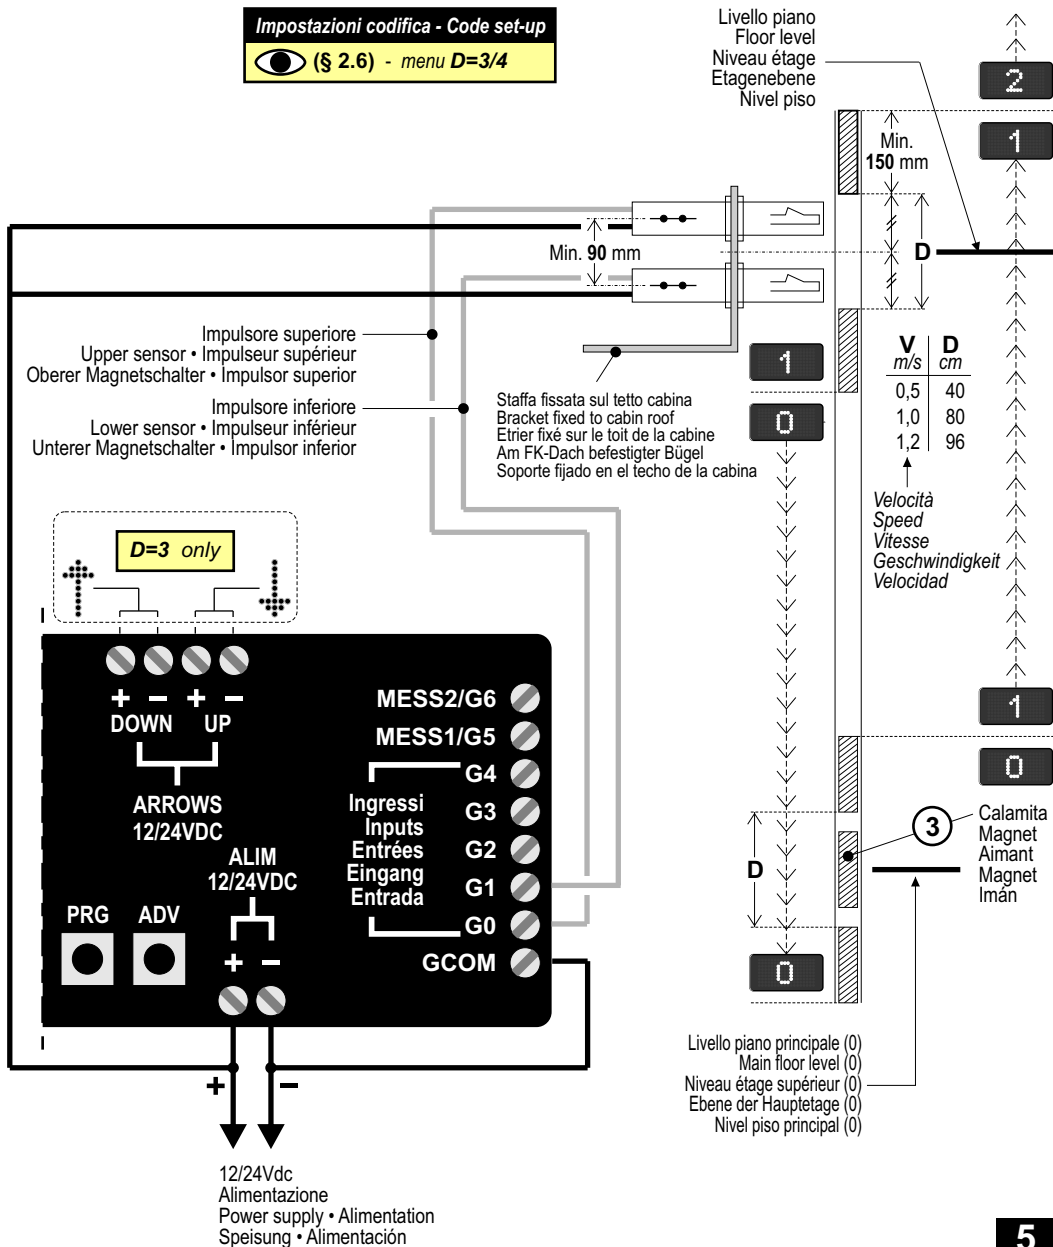 Impostazioni codifica - Code set-up
(§ 2.6) - menu D=3/4
Livello piano
Floor level
Niveau étage
Etagenebene
Nivel piso
2
1
Min.
150 mm
D
Min. 90 mm
Impulsore superiore
Upper sensor • Impulseur supérieur
Oberer Magnetschalter • Impulsor superior
Impulsore inferiore
Lower sensor • Impulseur inférieur
Unterer Magnetschalter • Impulsor inferior
Staffa fissata sul tetto cabina
Bracket fixed to cabin roof
Etrier fixé sur le toit de la cabine
Am FK-Dach befestigter Bügel
Soporte fijado en el techo de la cabina
1
0
V D
m/s cm
0,5 40
1,0 80
1,2 96
Velocità
Speed
Vitesse
Geschwindigkeit
Velocidad
D=3 only
+ − + −
DOWN UP
ARROWS
12/24VDC
ALIM
12/24VDC
+ −
PRG ADV
MESS2/G6
MESS1/G5
G4
G3
G2
G1
G0
GCOM
Ingressi
Inputs
Entrées
Eingang
Entrada
1
0
3
Calamita
Magnet
Aimant
Magnet
Imán
D
0
Livello piano principale (0)
Main floor level (0)
Niveau étage supérieur (0)
Ebene der Hauptetage (0)
Nivel piso principal (0)
+ −
12/24Vdc
Alimentazione
Power supply • Alimentation
Speisung • Alimentación
5